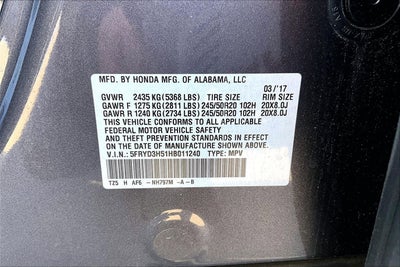 MFD. BY HONDA MFG. OF ALABAMA, LLC
03/'17
GVWR 2435 KG (5368 LBS) TIRE SIZE RIM SIZE
GAWR F 1275 KG (2811 LBS) 245/50R20 102H 20X8.0J
GAWR R 1240 KG (2734 LBS) 245/50R20 102H 20X8.0J
THIS VEHICLE CONFORMS TO ALL APPLICABLE
FEDERAL MOTOR VEHICLE SAFETY
AND THEFT PREVENTION STANDARDS IN EFFECT ON
THE DATE OF MANUFACTURE SHOWN ABOVE.
V.I.N.: 5FRYD3H51HB011240 TYPE: MPV
TZ5 H AF6 -NH797M -A-B